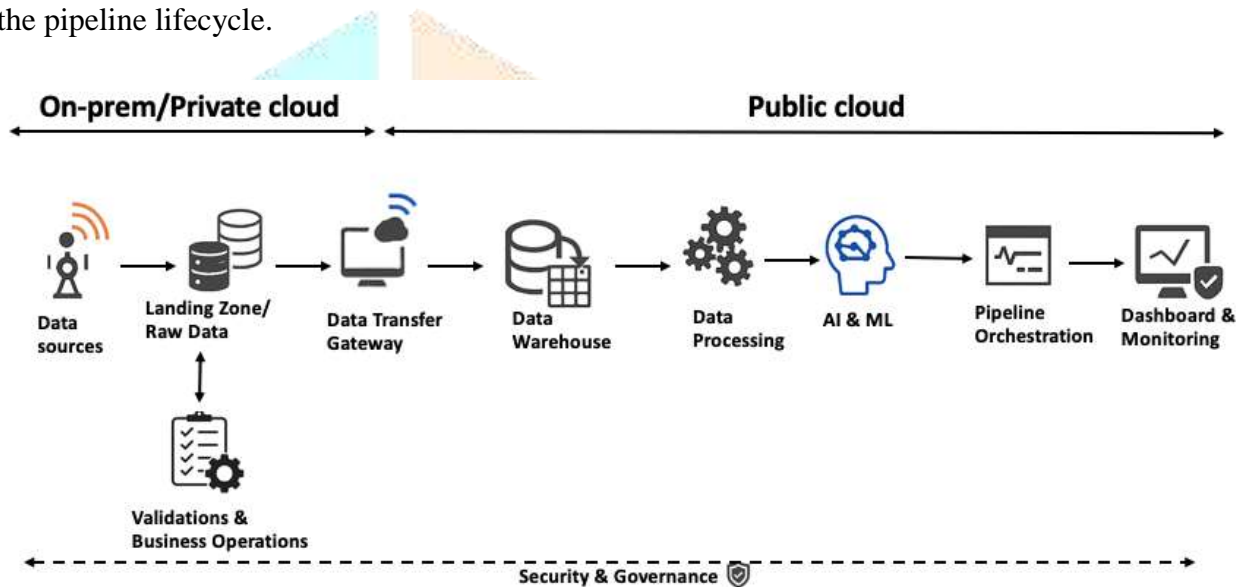 the pipeline lifecycle.
On-prem/Private cloud
Public cloud
Data
sources
Landing Zone/
Raw Data
Data Transfer
Gateway
Data
Warehouse
Data
Processing
AI & ML
Pipeline
Orchestration
Dashboard &
Monitoring
Validations &
Business Operations
Security & Governance